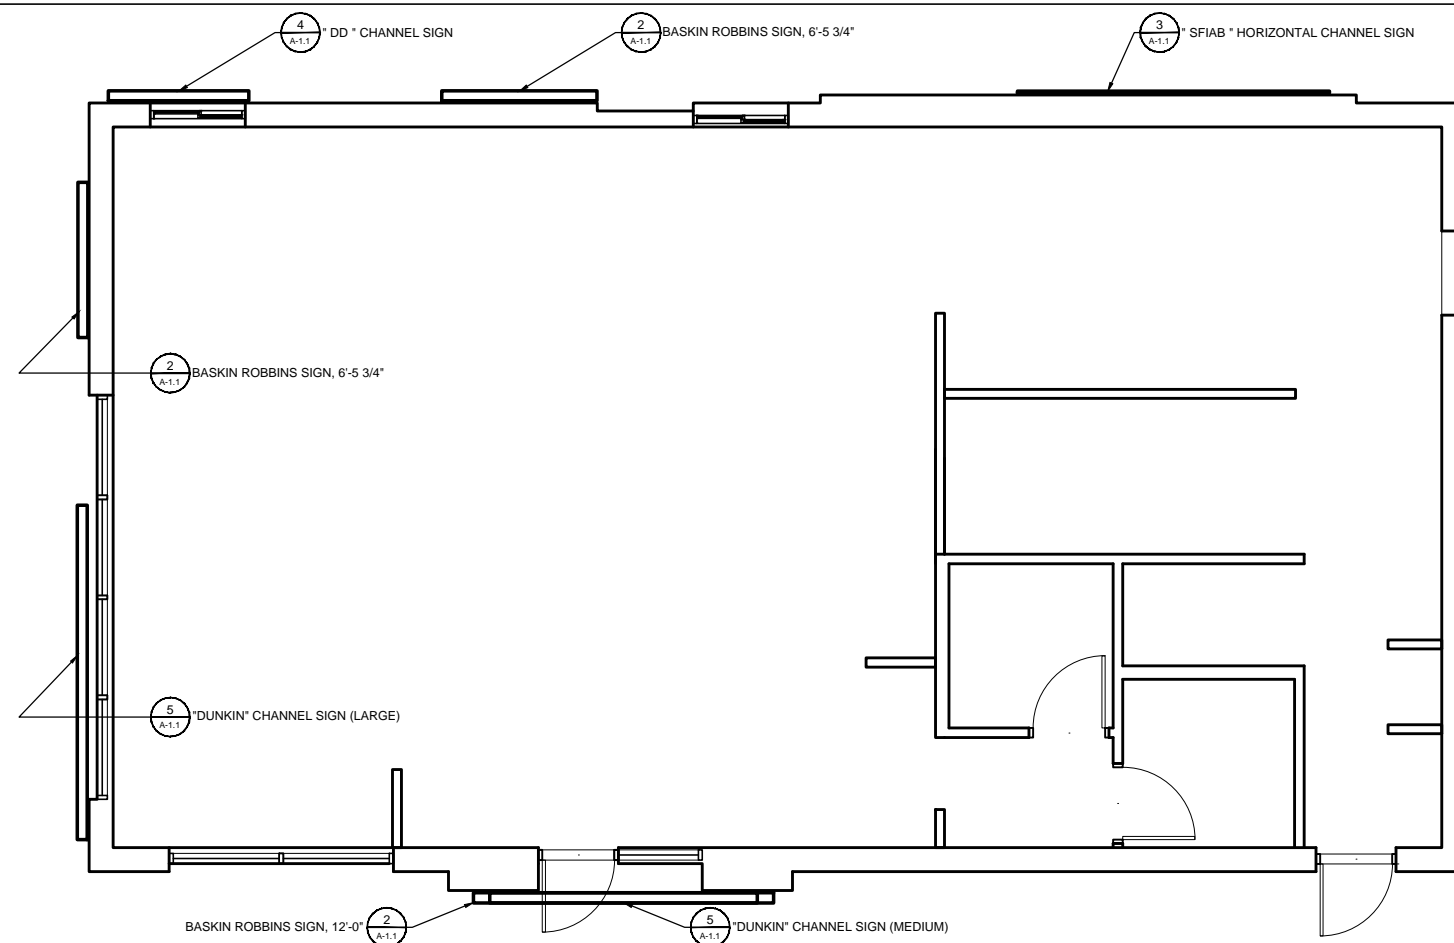 4
A-1.1
" DD " CHANNEL SIGN
2
A-1.1
BASKIN ROBBINS SIGN, 6'-5 3/4"
3
A-1.1
" SFIAB " HORIZONTAL CHANNEL SIGN
2
A-1.1
BASKIN ROBBINS SIGN, 6'-5 3/4"
5
A-1.1
"DUNKIN" CHANNEL SIGN (LARGE)
BASKIN ROBBINS SIGN, 12'-0"
2
A-1.1
5
A-1.1
"DUNKIN" CHANNEL SIGN (MEDIUM)